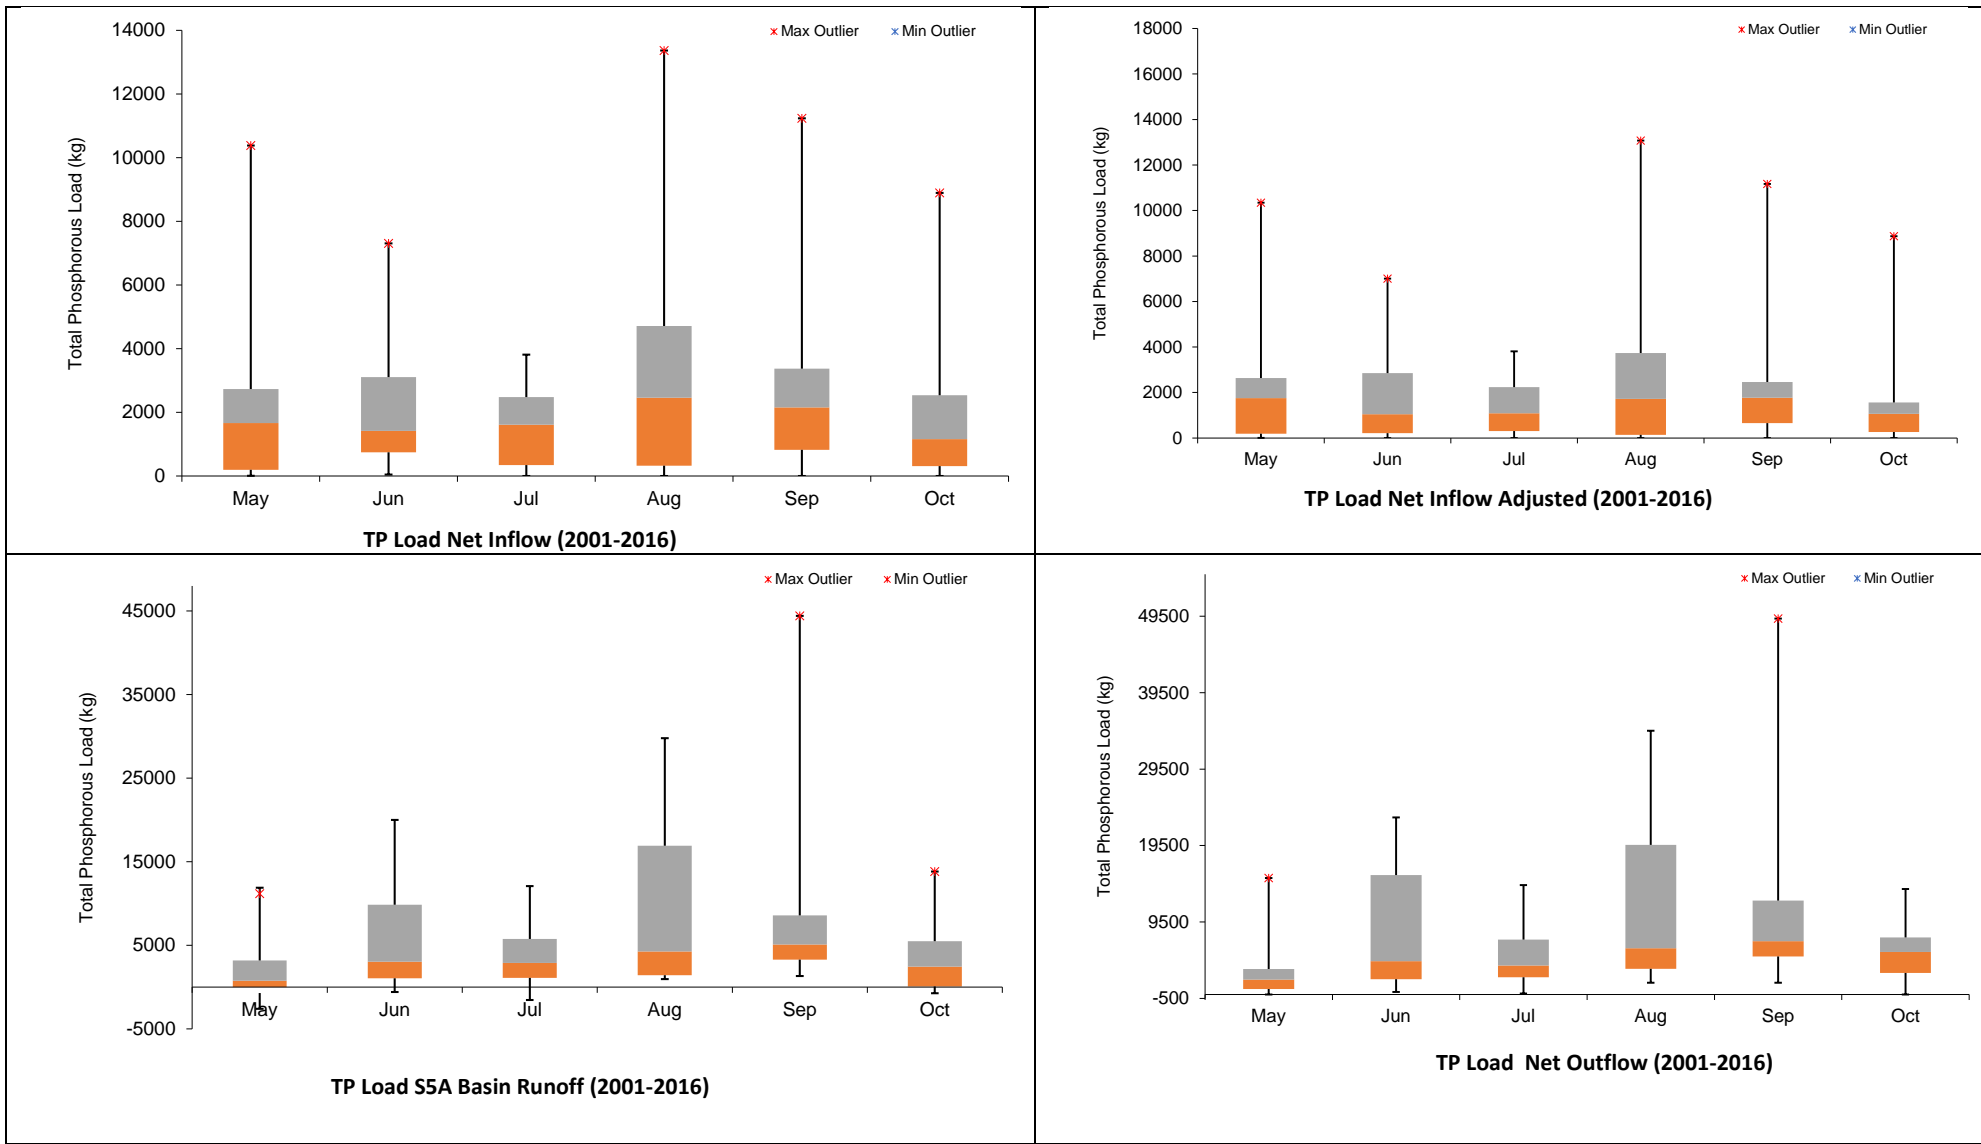 Max Outlier Min Outlier
Total Phosphorous Load (kg)
14000
12000
10000
8000
6000
4000
2000
0
May Jun Jul Aug Sep Oct
TP Load Net Inflow (2001-2016)
Max Outlier Min Outlier
Total Phosphorous Load (kg)
18000
16000
14000
12000
10000
8000
6000
4000
2000
0
May Jun Jul Aug Sep Oct
TP Load Net Inflow Adjusted (2001-2016)
Max Outlier Min Outlier
Total Phosphorous Load (kg)
45000
35000
25000
15000
5000
-5000
May Jun Jul Aug Sep Oct
TP Load S5A Basin Runoff (2001-2016)
Max Outlier Min Outlier
Total Phosphorous Load (kg)
49500
39500
29500
19500
9500
-500
May Jun Jul Aug Sep Oct
TP Load Net Outflow (2001-2016)